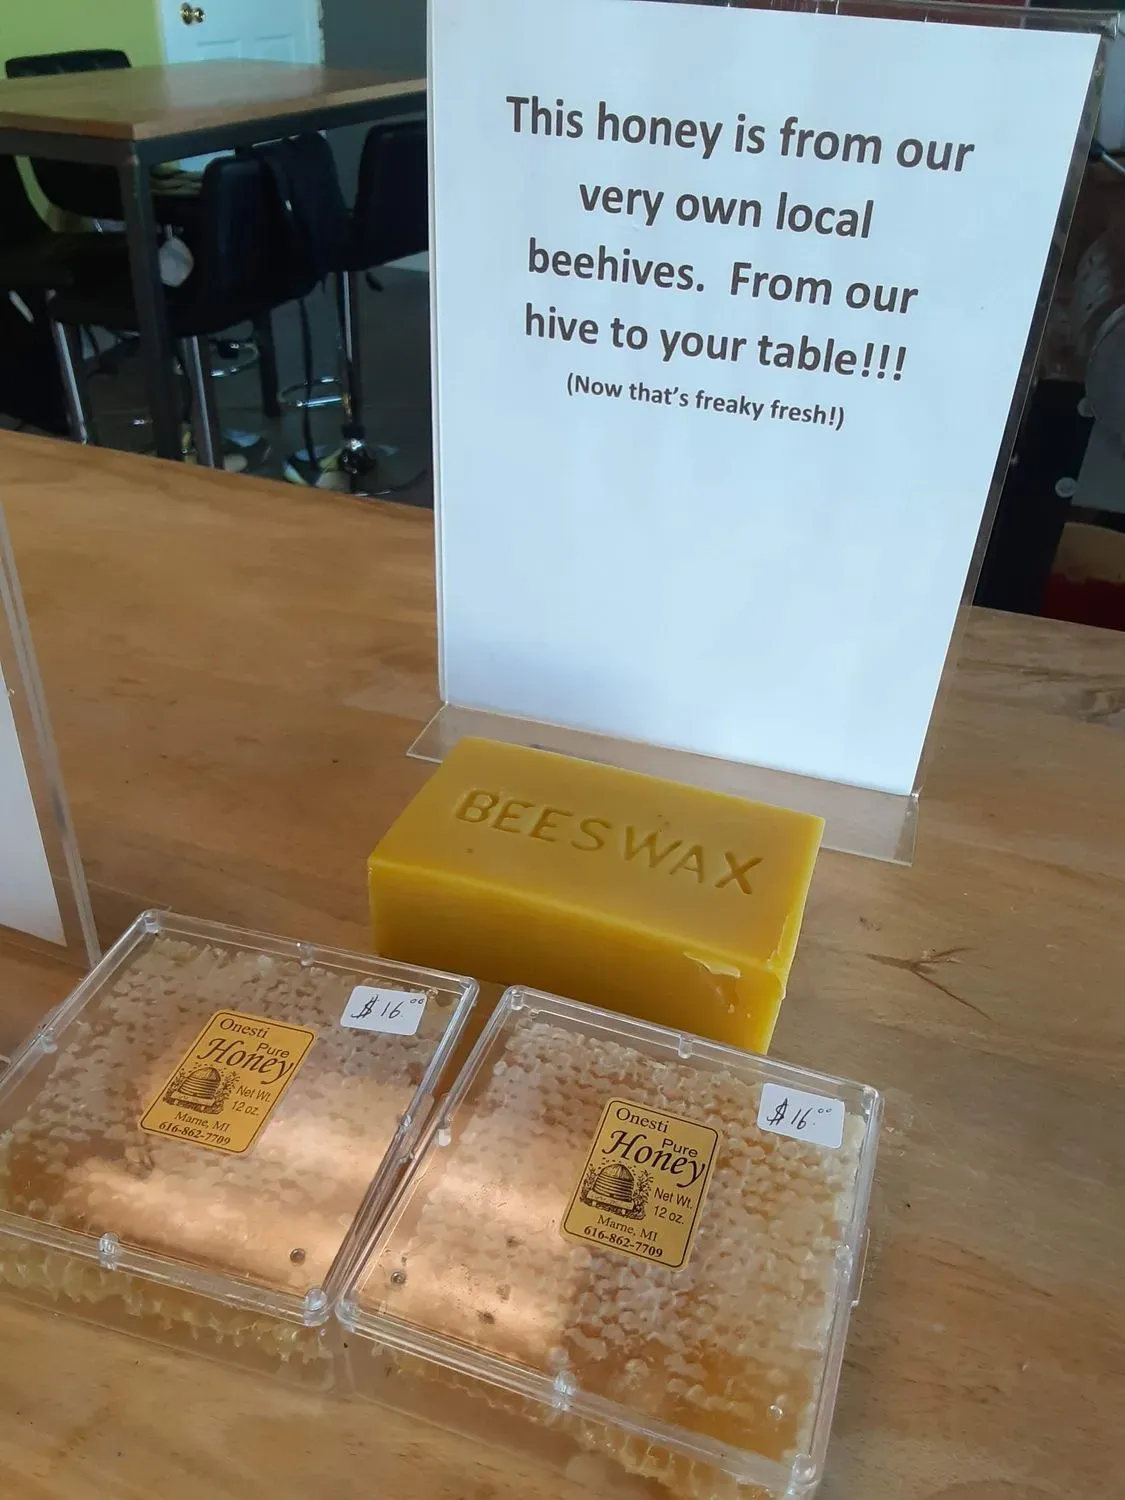 This honey is from our
very own local
beehives.  From our
hive to your table!!!
(Now that's freaky fresh!)
BEESWAX
$16.00
Onesti
Pure
Honey
Net Wt.
12 oz.
Marne, MI
616-862-7709
$16.00
Onesti
Pure
Honey
Net Wt.
12 oz.
Marne, MI
616-862-7709